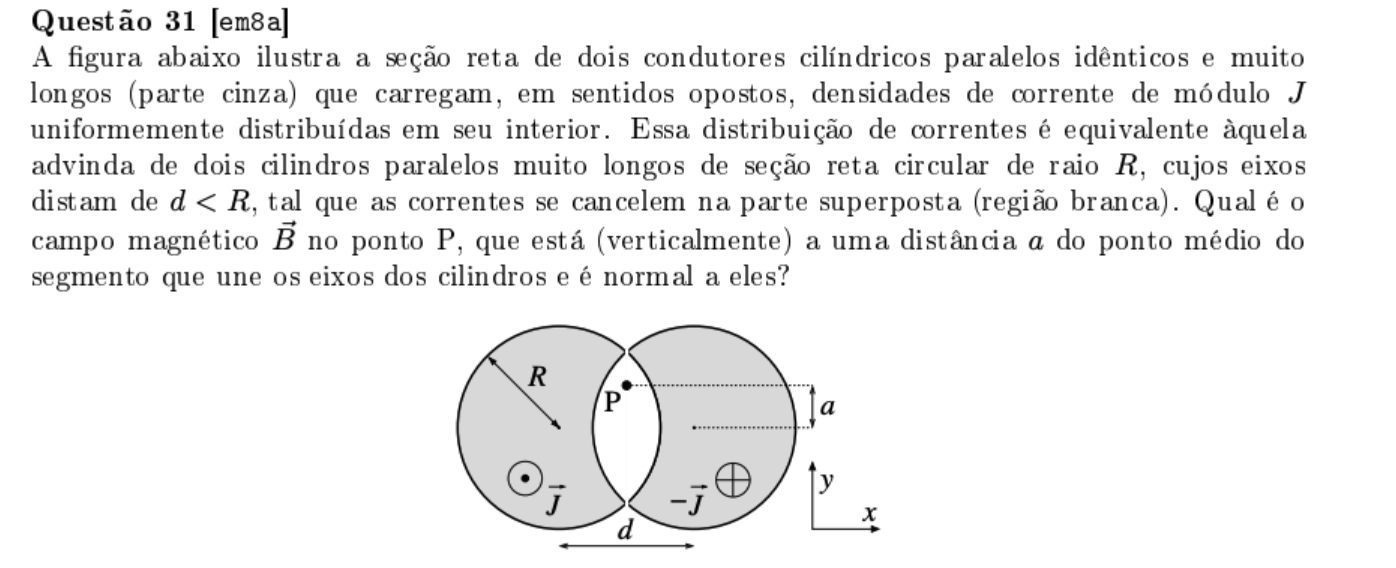 Questão 31 [em8a]
A figura abaixo ilustra a seção reta de dois condutores cilíndricos paralelos idênticos e muito
longos (parte cinza) que carregam, em sentidos opostos, densidades de corrente de módulo J
uniformemente distribuídas em seu interior. Essa distribuição de correntes é equivalente àquela
advinda de dois cilindros paralelos muito longos de seção reta circular de raio R, cujos eixos
distam de d < R, tal que as correntes se cancelem na parte superposta (região branca). Qual é o
campo magnético B⃗ no ponto P, que está (verticalmente) a uma distância a do ponto médio do
segmento que une os eixos dos cilindros e é normal a eles?
R
P
a
J⃗
−J⃗
y
x
d